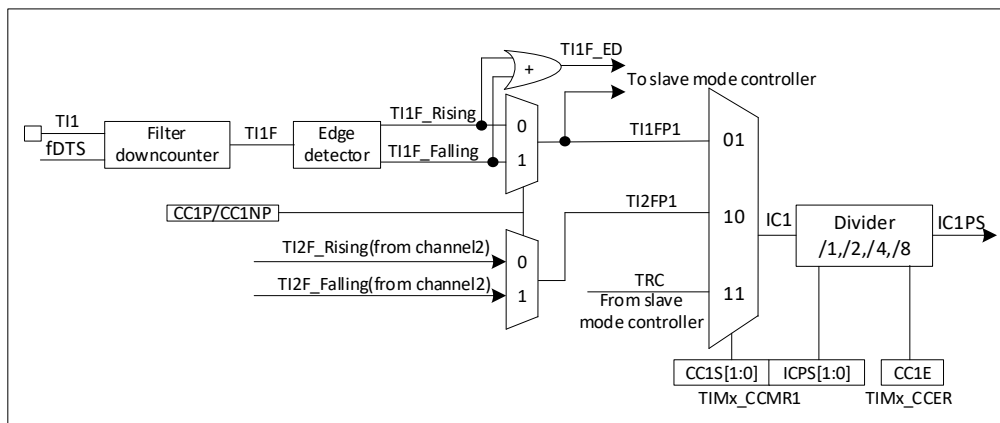 TI1F_ED
+
To slave mode controller
TI1F_Rising
TI1
Filter
downcounter
TI1F
Edge
detector
0
TI1FP1
01
fDTS
TI1F_Falling
1
CC1P/CC1NP
TI2FP1
10
IC1
Divider
/1,/2,/4,/8
IC1PS
TI2F_Rising(from channel2)
0
TI2F_Falling(from channel2)
1
TRC
From slave
mode controller
11
CC1S[1:0]
ICPS[1:0]
CC1E
TIMx_CCMR1
TIMx_CCER